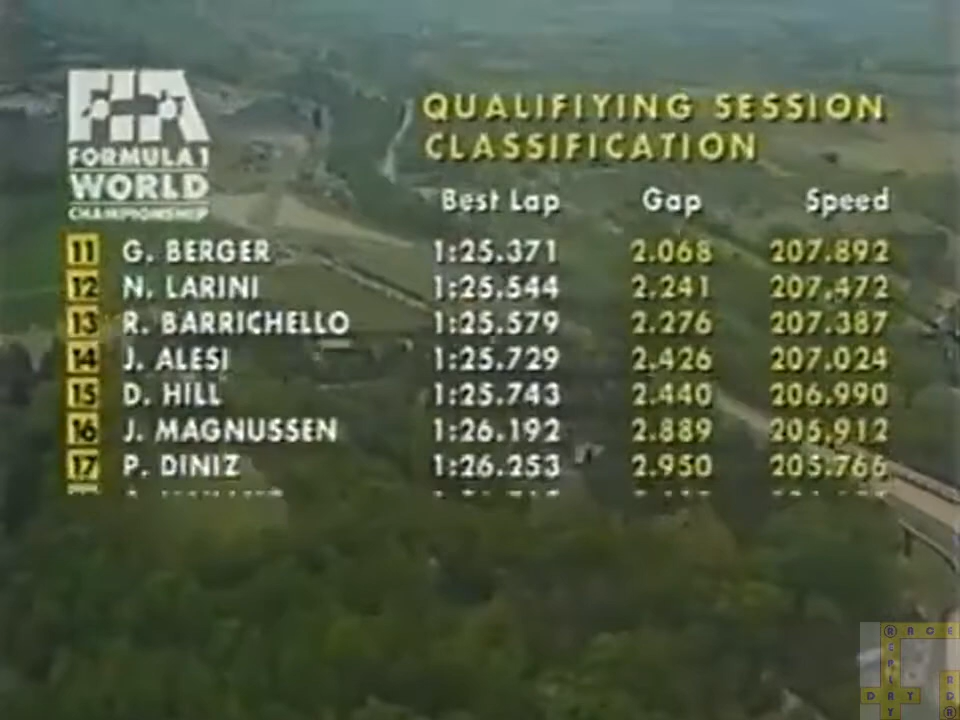 FIA
FORMULA 1
WORLD
CHAMPIONSHIP
QUALIFIYING SESSION
CLASSIFICATION
Best Lap Gap Speed
11 G. BERGER 1:25.371 2.068 207.892
12 N. LARINI 1:25.544 2.241 207.472
13 R. BARRICHELLO 1:25.579 2.276 207.387
14 J. ALESI 1:25.729 2.426 207.024
15 D. HILL 1:25.743 2.440 206.990
16 J. MAGNUSSEN 1:26.192 2.889 205.912
17 P. DINIZ 1:26.253 2.950 205.766
RACE
REPLAY
DAY